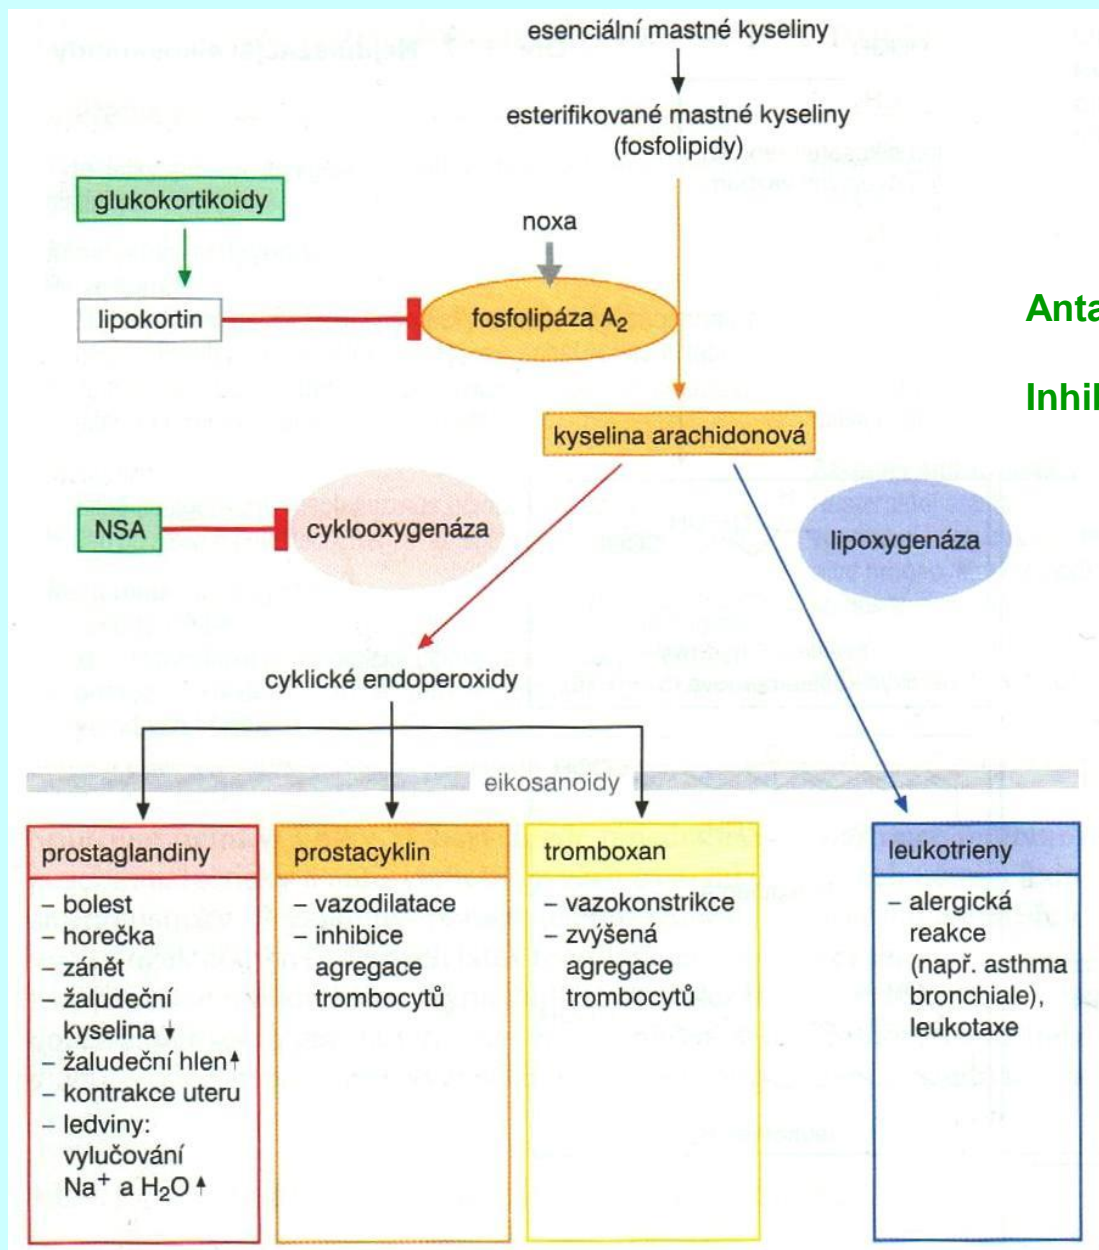 esenciální mastné kyseliny
esterifikované mastné kyseliny
(fosfolipidy)
glukokortikoidy
noxa
lipokortin
fosfolipáza A₂
Anta
Inhil
kyselina arachidonová
NSA
cyklooxygenáza
lipoxygenáza
cyklické endoperoxidy
eikosanoidy
prostaglandiny
– bolest
– horečka
– zánět
– žaludeční
kyselina ↓
– žaludeční hlen ↑
– kontrakce uteru
– ledviny:
vylučování
Na⁺ a H₂O ↑
prostacyklin
– vazodilatace
– inhibice
agregace
trombocytů
tromboxan
– vazokonstrikce
– zvýšená
agregace
trombocytů
leukotrieny
– alergická
reakce
(např. asthma
bronchiale),
leukotaxe